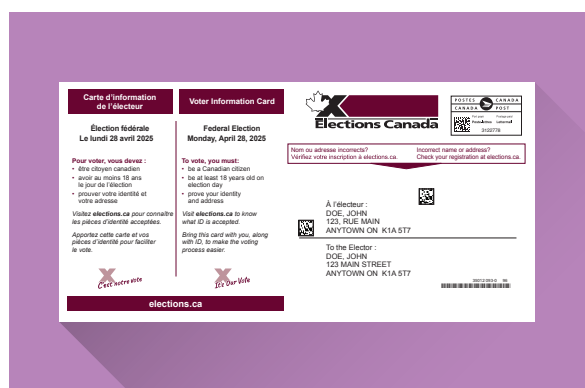 Carte d'information
de l'électeur
Élection fédérale
Le lundi 28 avril 2025
Pour voter, vous devez :
• être citoyen canadien
• avoir au moins 18 ans
le jour de l'élection
• prouver votre identité et
votre adresse
Visitez elections.ca pour connaître
les pièces d'identité acceptées.
Apportez cette carte et vos
pièces d'identité pour faciliter
le vote.
C'est notre vote
Voter Information Card
Federal Election
Monday, April 28, 2025
To vote, you must:
• be a Canadian citizen
• be at least 18 years old on
election day
• prove your identity
and address
Visit elections.ca to know
what ID is accepted.
Bring this card with you, along
with ID, to make the voting
process easier.
It's Our Vote
elections.ca
Elections Canada
POSTES CANADA
CANADA POST
3122778
Nom ou adresse incorrects?
Vérifiez votre inscription à elections.ca.
Incorrect name or address?
Check your registration at elections.ca.
À l'électeur :
DOE, JOHN
123, RUE MAIN
ANYTOWN ON K1A 5T7
To the Elector :
DOE, JOHN
123 MAIN STREET
ANYTOWN ON K1A 5T7